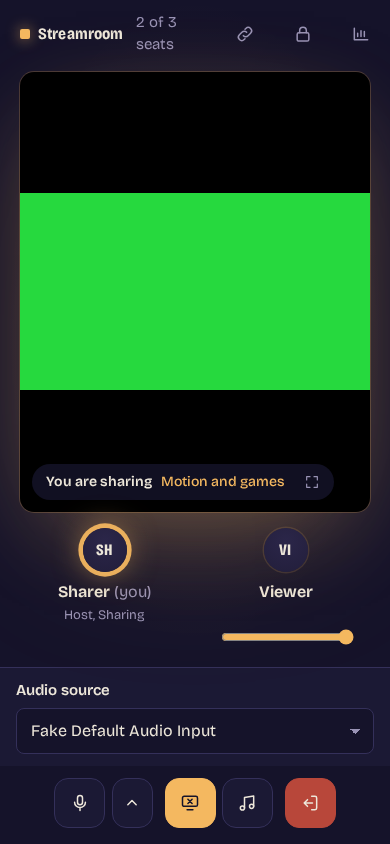 Streamroom
2 of 3
seats
You are sharing Motion and games
SH
VI
Sharer (you)
Viewer
Host, Sharing
Audio source
Fake Default Audio Input